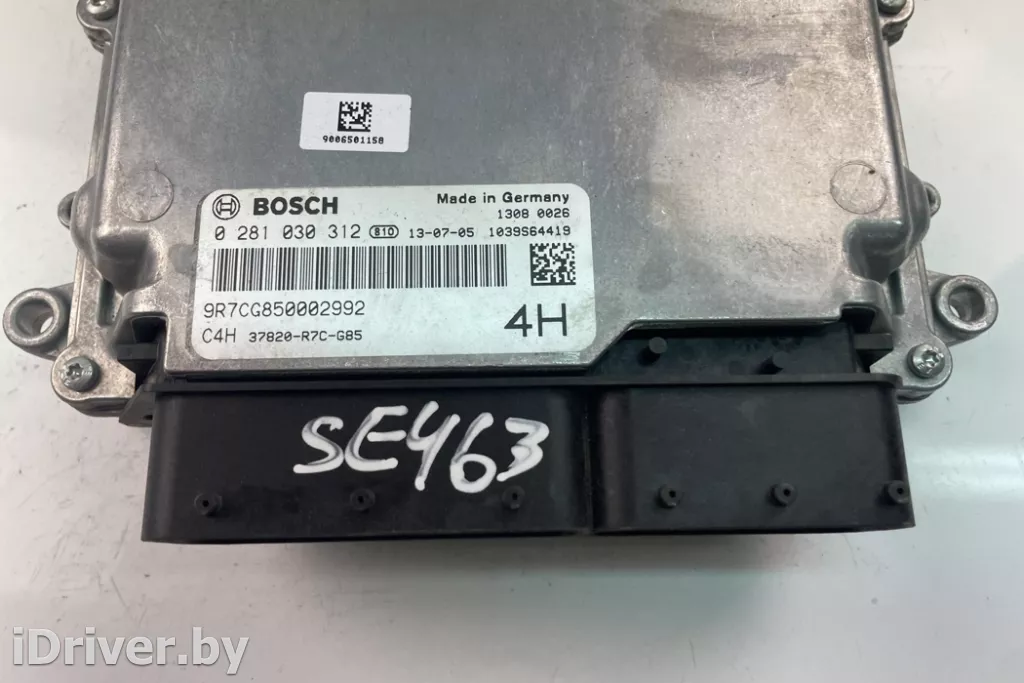 9006501158
BOSCH
Made in Germany
1308 0026
0 281 030 312 810 13-07-05 1039S64419
9R7CG850002992
C4H 37820-R7C-G85
4H
SE463
iDriver.by